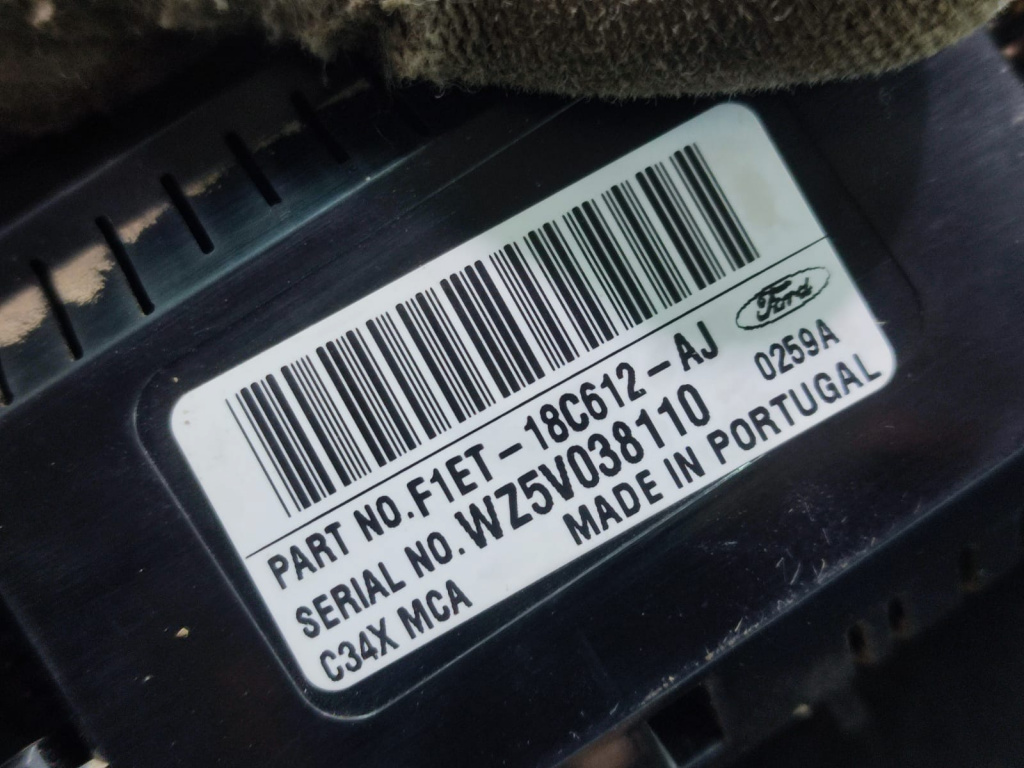 Ford
PART NO.F1ET-18C612-AJ
0259A
SERIAL NO.WZ5V038110
C34X MCA
MADE IN PORTUGAL